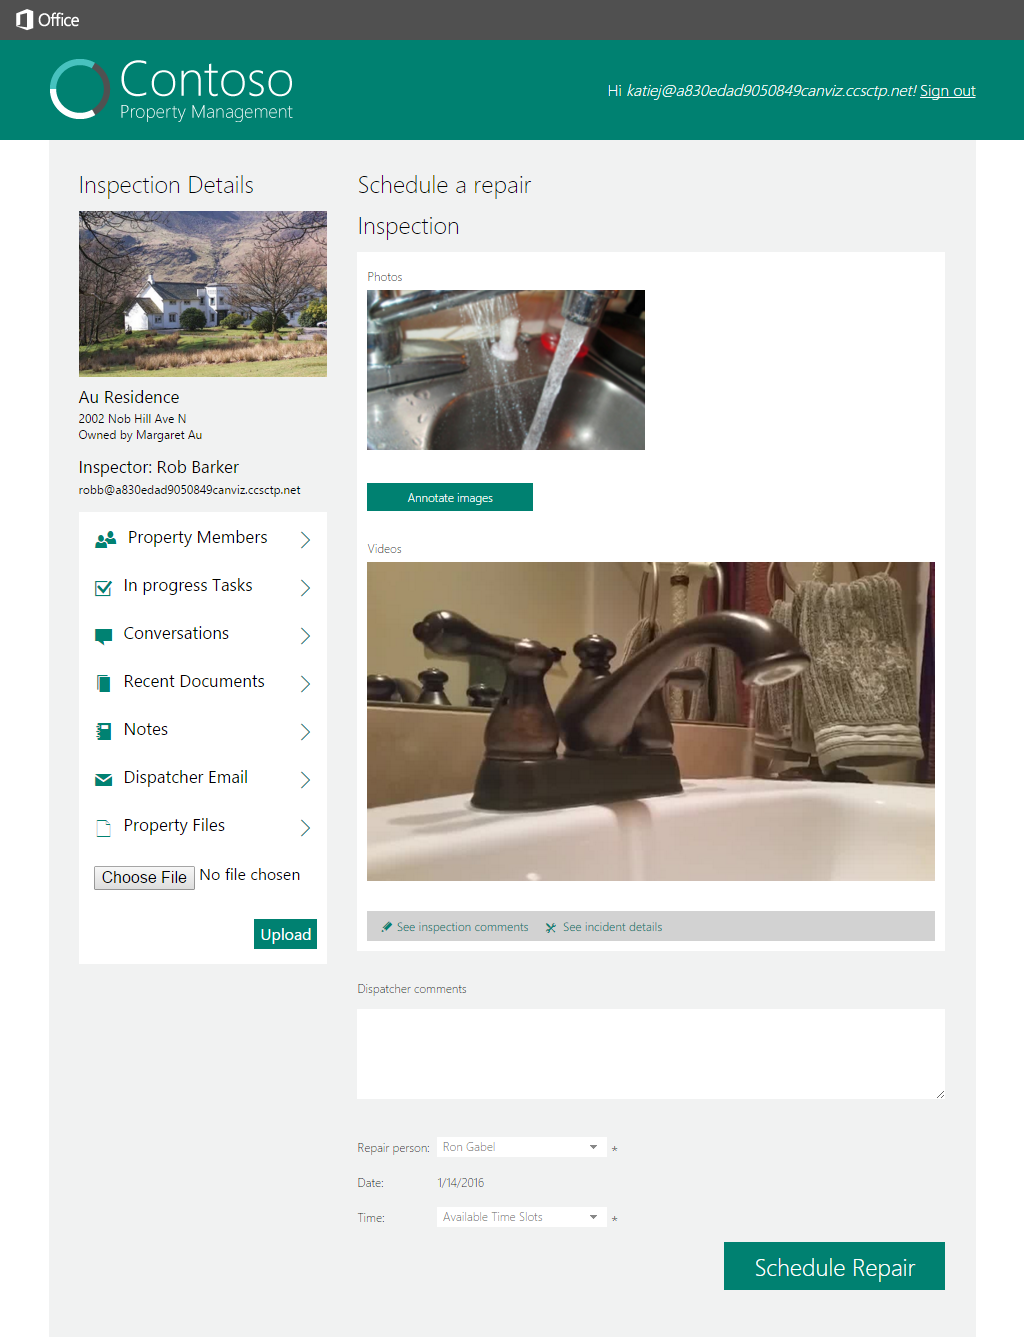 Office
Contoso
Property Management
Hi katiej@a830edad9050849canviz.ccsctp.net! Sign out
Inspection Details
Au Residence
2002 Nob Hill Ave N
Owned by Margaret Au
Inspector: Rob Barker
robb@a830edad9050849canviz.ccsctp.net
Property Members
In progress Tasks
Conversations
Recent Documents
Notes
Dispatcher Email
Property Files
Choose File No file chosen
Upload
Schedule a repair
Inspection
Photos
Annotate images
Videos
See inspection comments See incident details
Dispatcher comments
Repair person: Ron Gabel *
Date: 1/14/2016
Time: Available Time Slots *
Schedule Repair